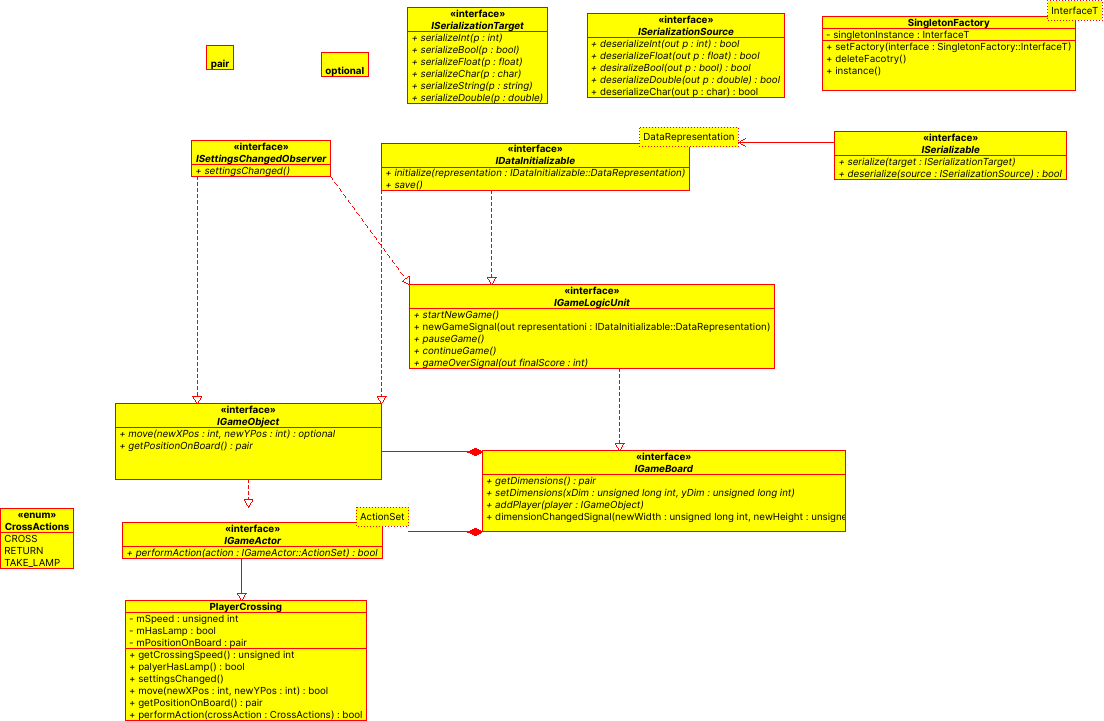 pair
optional
«interface»
ISerializationTarget
+ serializeInt(p : int)
+ serializeBool(p : bool)
+ serializeFloat(p : float)
+ serializeChar(p : char)
+ serializeString(p : string)
+ serializeDouble(p : double)
«interface»
ISerializationSource
+ deserializeInt(out p : int) : bool
+ deserializeFloat(out p : float) : bool
+ desiralizeBool(out p : bool) : bool
+ deserializeDouble(out p : double) : bool
+ deserializeChar(out p : char) : bool
InterfaceT
SingletonFactory
- singletonInstance : InterfaceT
+ setFactory(interface : SingletonFactory::InterfaceT)
+ deleteFacotry()
+ instance()
«interface»
ISettingsChangedObserver
+ settingsChanged()
DataRepresentation
«interface»
IDataInitializable
+ initialize(representation : IDataInitializable::DataRepresentation)
+ save()
«interface»
ISerializable
+ serialize(target : ISerializationTarget)
+ deserialize(source : ISerializationSource) : bool
«interface»
IGameLogicUnit
+ startNewGame()
+ newGameSignal(out representationi : IDataInitializable::DataRepresentation)
+ pauseGame()
+ continueGame()
+ gameOverSignal(out finalScore : int)
«interface»
IGameObject
+ move(newXPos : int, newYPos : int) : optional
+ getPositionOnBoard() : pair
«interface»
IGameBoard
+ getDimensions() : pair
+ setDimensions(xDim : unsigned long int, yDim : unsigned long int)
+ addPlayer(player : IGameObject)
+ dimensionChangedSignal(newWidth : unsigned long int, newHeight : unsigne
«enum»
CrossActions
CROSS
RETURN
TAKE_LAMP
ActionSet
«interface»
IGameActor
+ performAction(action : IGameActor::ActionSet) : bool
PlayerCrossing
- mSpeed : unsigned int
- mHasLamp : bool
- mPositionOnBoard : pair
+ getCrossingSpeed() : unsigned int
+ palyerHasLamp() : bool
+ settingsChanged()
+ move(newXPos : int, newYPos : int) : bool
+ getPositionOnBoard() : pair
+ performAction(crossAction : CrossActions) : bool